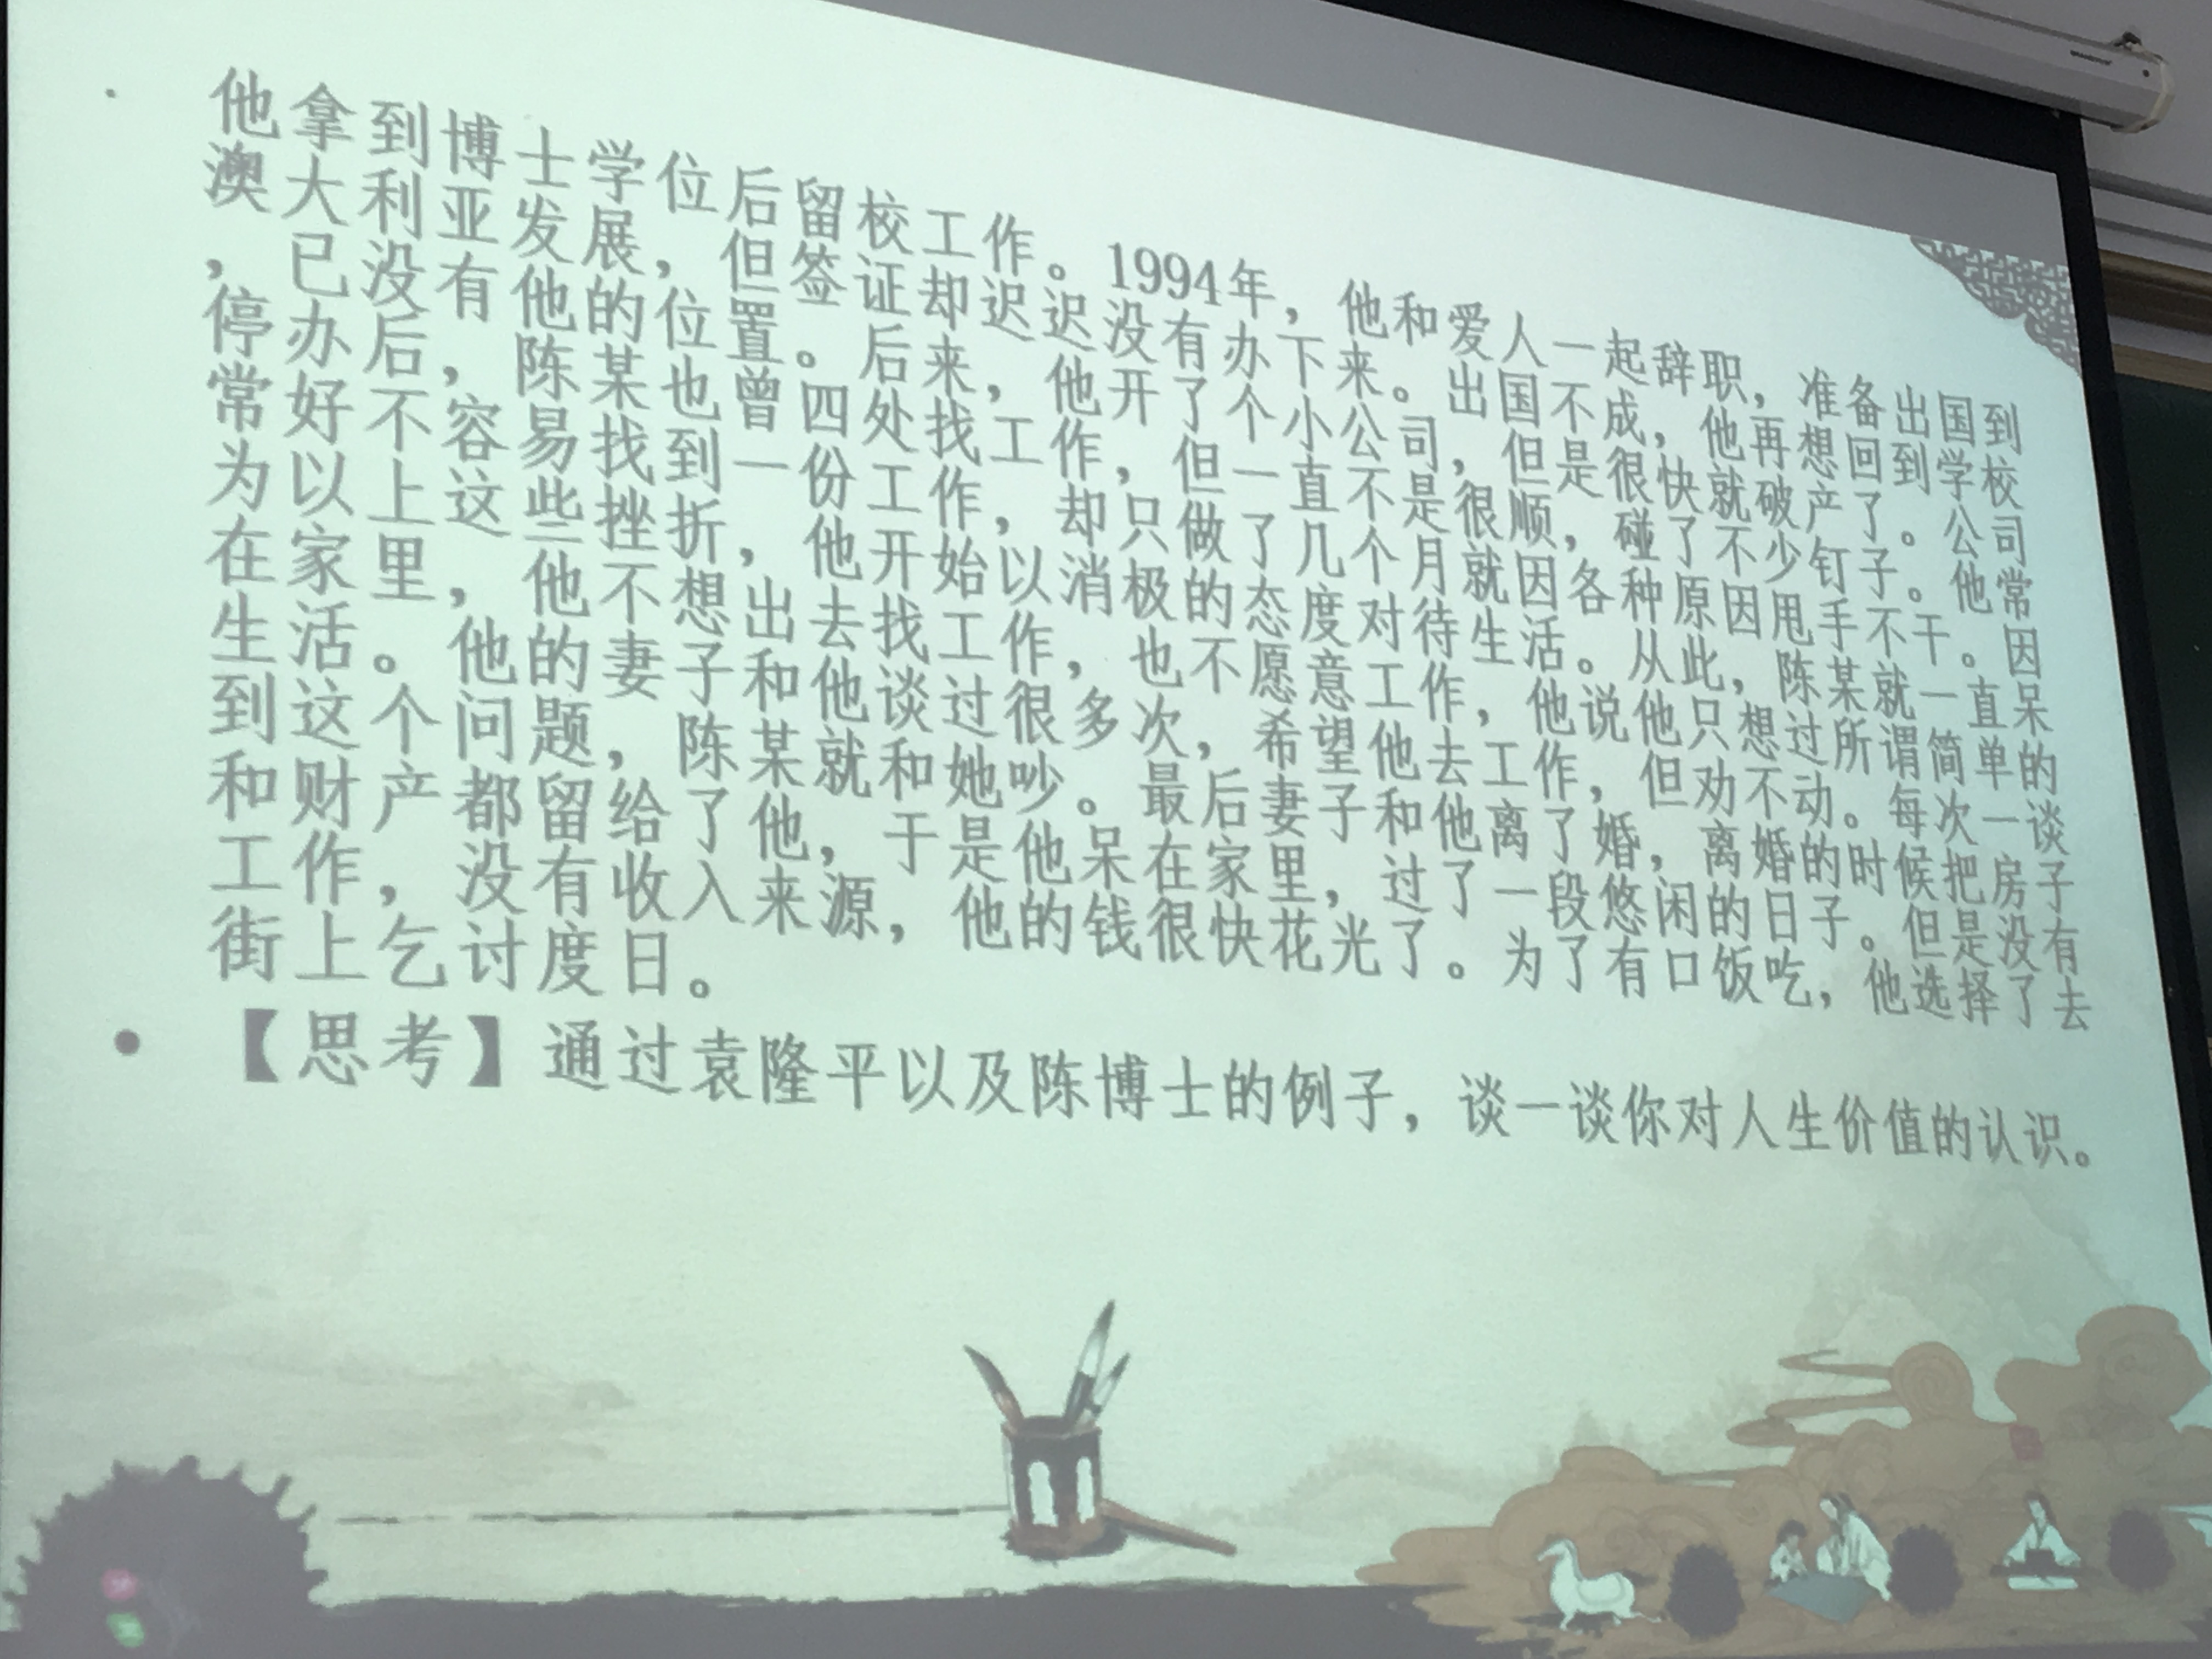 他拿到博士学位后留校工作。1994年，他和爱人一起辞职，准备出国到
澳大利亚发展，但签证却迟迟没有办下来。出国不成，他再想回到学校
，已没有他的位置。后来，他开了个小公司，但是很快就破产了。公司
停办后，陈某也曾四处找工作，但一直不是很顺，碰了不少钉子。他常
常好不容易找到一份工作，却只做了几个月就因各种原因甩手不干。因
为以上这些挫折，他开始以消极的态度对待生活。从此，陈某就一直呆
在家里，他不想出去找工作，也不愿意工作，他说他只想过所谓简单的
生活。他的妻子和他谈过很多次，希望他去工作，但劝不动。每次一谈
到这个问题，陈某就和她吵。最后妻子和他离了婚，离婚的时候把房子
和财产都留给了他，于是他呆在家里，过了一段悠闲的日子。但是没有
工作，没有收入来源，他的钱很快花光了。为了有口饭吃，他选择了去
街上乞讨度日。
【思考】通过袁隆平以及陈博士的例子，谈一谈你对人生价值的认识。